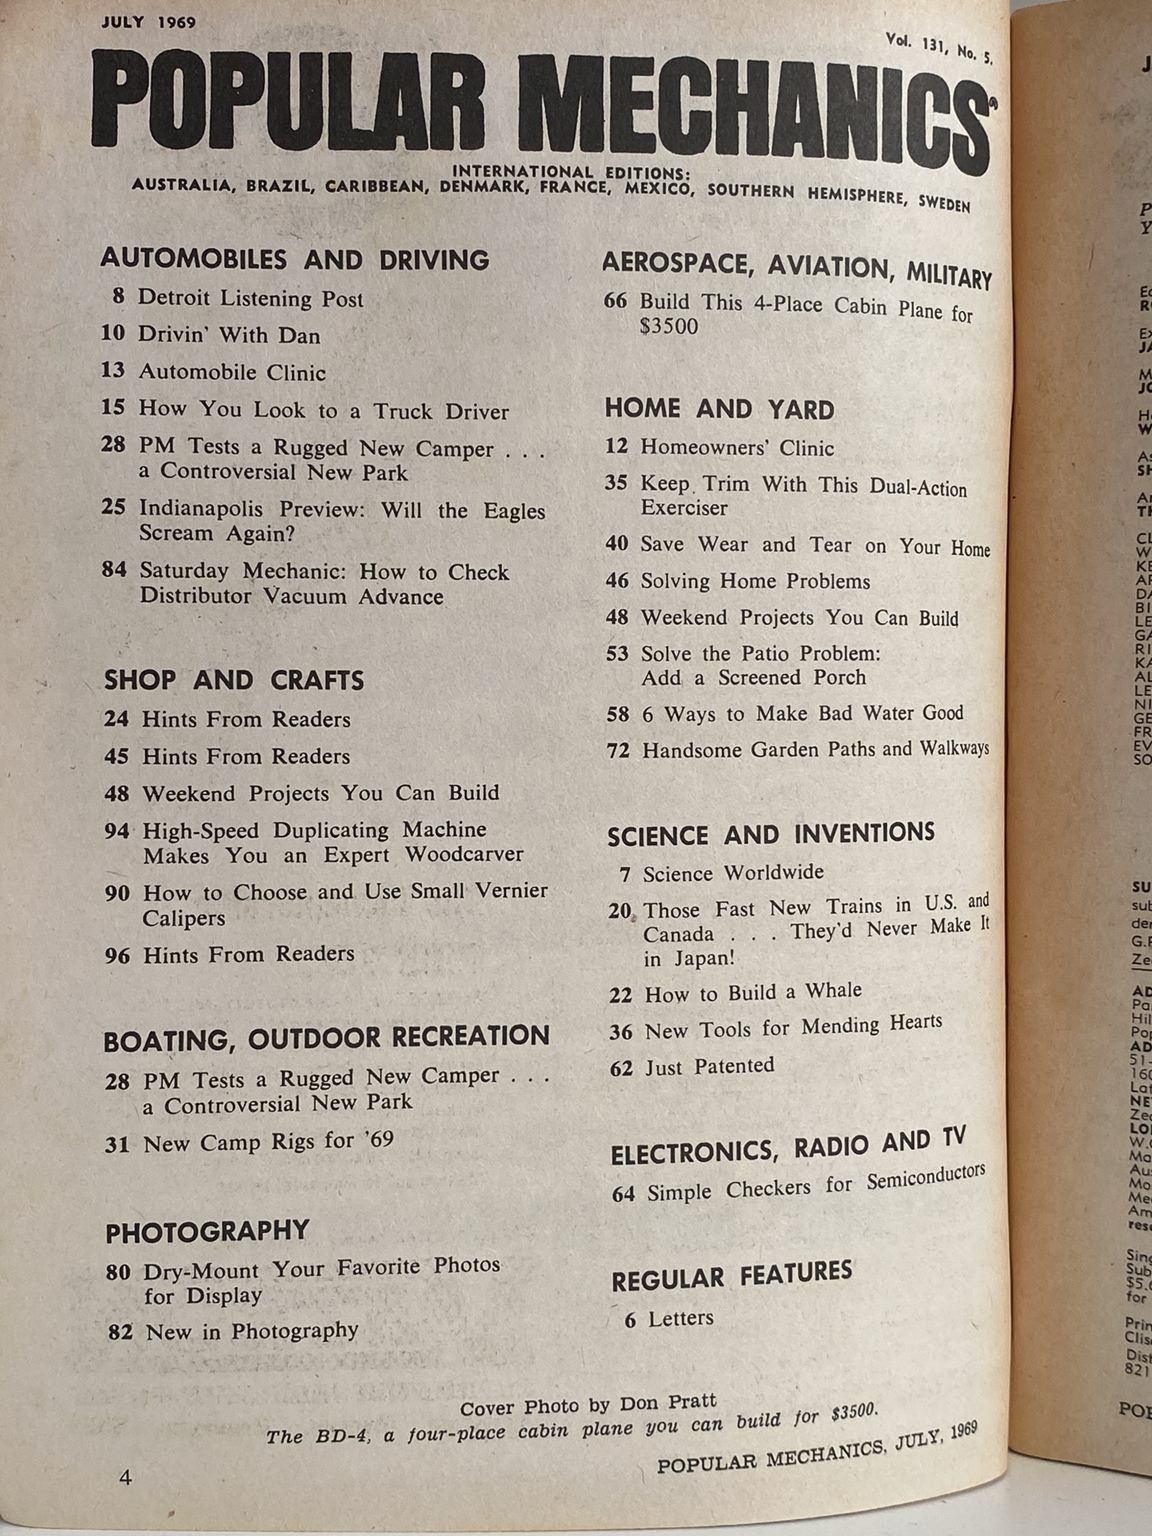 JULY 1969
Vol. 131, No. 5.
POPULAR MECHANICS®
INTERNATIONAL EDITIONS:
AUSTRALIA, BRAZIL, CARIBBEAN, DENMARK, FRANCE, MEXICO, SOUTHERN HEMISPHERE, SWEDEN
AUTOMOBILES AND DRIVING
8 Detroit Listening Post
10 Drivin' With Dan
13 Automobile Clinic
15 How You Look to a Truck Driver
28 PM Tests a Rugged New Camper . . .
a Controversial New Park
25 Indianapolis Preview: Will the Eagles
Scream Again?
84 Saturday Mechanic: How to Check
Distributor Vacuum Advance
SHOP AND CRAFTS
24 Hints From Readers
45 Hints From Readers
48 Weekend Projects You Can Build
94 High-Speed Duplicating Machine
Makes You an Expert Woodcarver
90 How to Choose and Use Small Vernier
Calipers
96 Hints From Readers
BOATING, OUTDOOR RECREATION
28 PM Tests a Rugged New Camper . . .
a Controversial New Park
31 New Camp Rigs for '69
PHOTOGRAPHY
80 Dry-Mount Your Favorite Photos
for Display
82 New in Photography
AEROSPACE, AVIATION, MILITARY
66 Build This 4-Place Cabin Plane for
$3500
HOME AND YARD
12 Homeowners' Clinic
35 Keep Trim With This Dual-Action
Exerciser
40 Save Wear and Tear on Your Home
46 Solving Home Problems
48 Weekend Projects You Can Build
53 Solve the Patio Problem:
Add a Screened Porch
58 6 Ways to Make Bad Water Good
72 Handsome Garden Paths and Walkways
SCIENCE AND INVENTIONS
7 Science Worldwide
20 Those Fast New Trains in U.S. and
Canada . . . They'd Never Make It
in Japan!
22 How to Build a Whale
36 New Tools for Mending Hearts
62 Just Patented
ELECTRONICS, RADIO AND TV
64 Simple Checkers for Semiconductors
REGULAR FEATURES
6 Letters
Cover Photo by Don Pratt
The BD-4, a four-place cabin plane you can build for $3500.
POPULAR MECHANICS, JULY, 1969
4